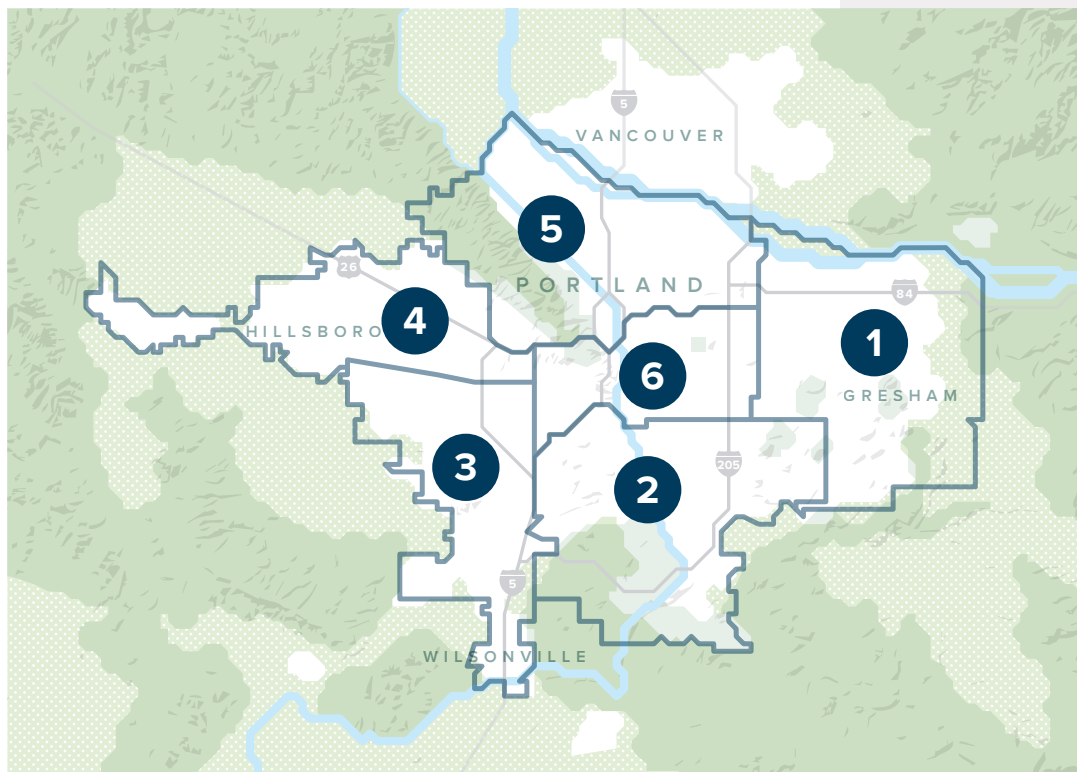 5
VANCOUVER
5
26
PORTLAND
84
HILLSBORO
4
1
6
GRESHAM
3
205
2
5
WILSONVILLE